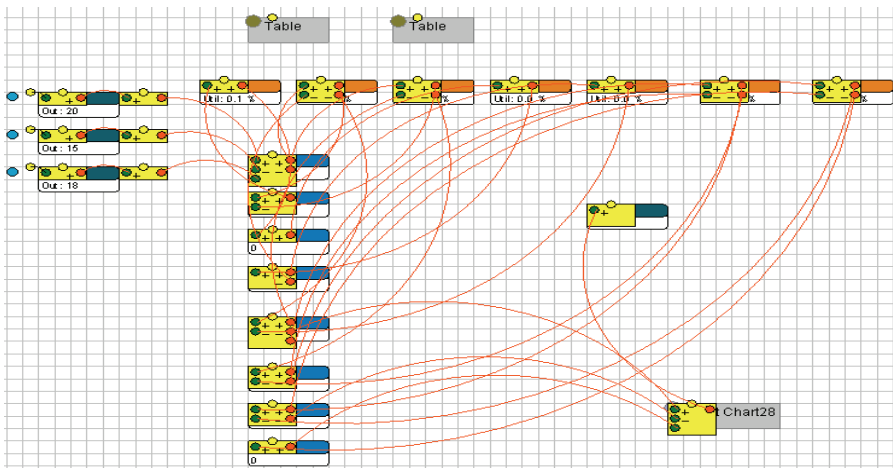 Table
Table
Util: 0.1 %
%
%
Util: 0.0 %
Util: 0.0 %
%
%
Out: 20
Out: 15
Out: 18
0
0
t Chart28